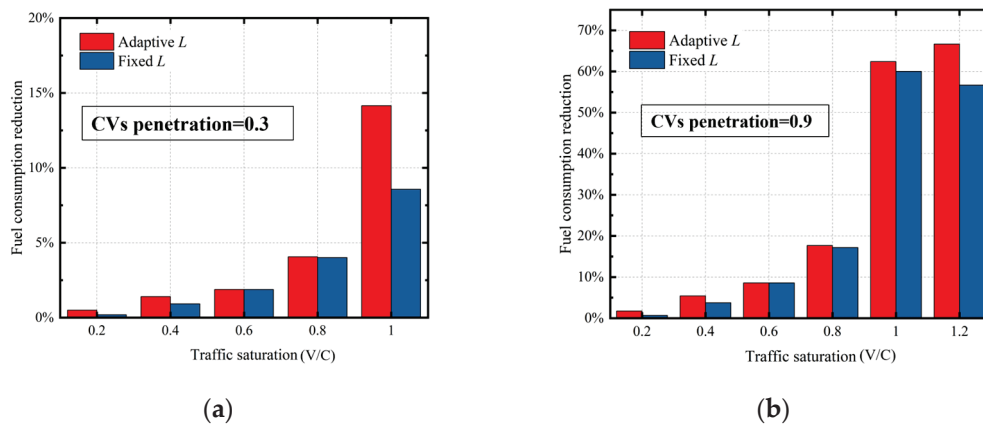 20%
15%
10%
5%
0%
Fuel consumption reduction
Adaptive L
Fixed L
CVs penetration=0.3
0.2 0.4 0.6 0.8 1
Traffic saturation (V/C)
(a)
70%
60%
50%
40%
30%
20%
10%
0%
Fuel consumption reduction
Adaptive L
Fixed L
CVs penetration=0.9
0.2 0.4 0.6 0.8 1 1.2
Traffic saturation (V/C)
(b)